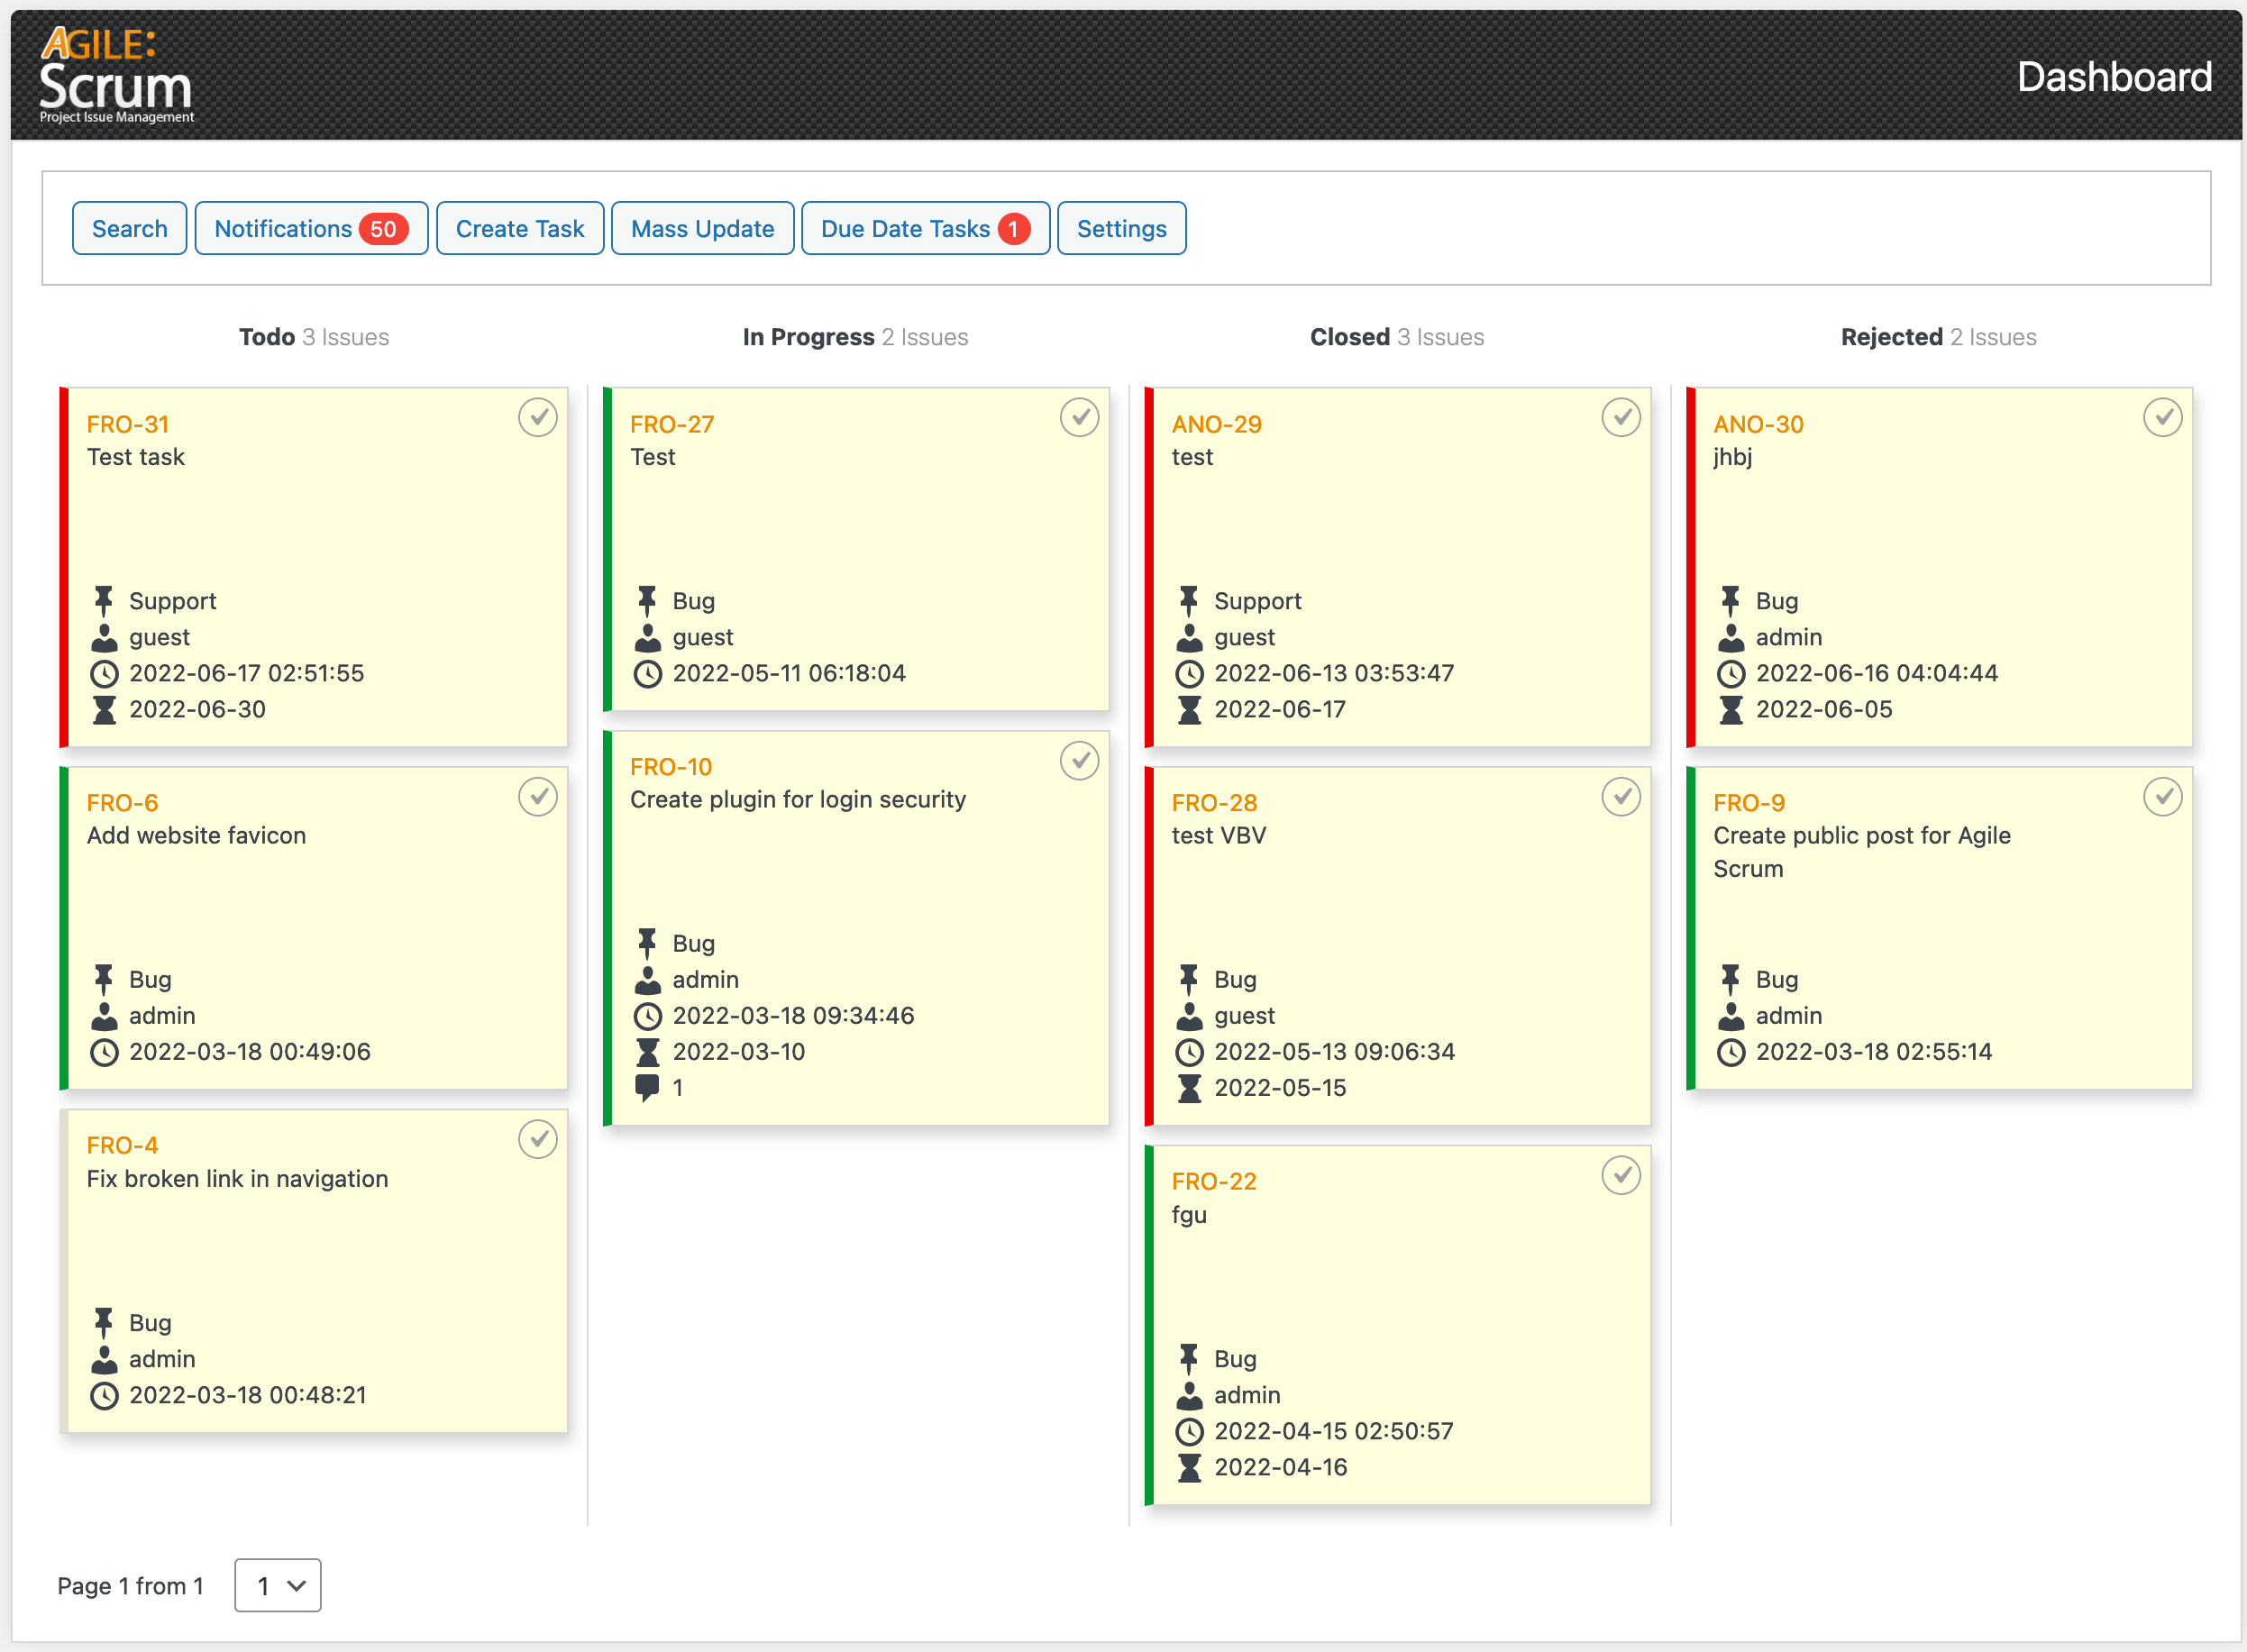 AGILE:
Scrum
Project Issue Management
Dashboard
Search Notifications 50 Create Task Mass Update Due Date Tasks 1 Settings
Todo 3 Issues
FRO-31
Test task
Support
guest
2022-06-17 02:51:55
2022-06-30
FRO-6
Add website favicon
Bug
admin
2022-03-18 00:49:06
FRO-4
Fix broken link in navigation
Bug
admin
2022-03-18 00:48:21
In Progress 2 Issues
FRO-27
Test
Bug
guest
2022-05-11 06:18:04
FRO-10
Create plugin for login security
Bug
admin
2022-03-18 09:34:46
2022-03-10
1
Closed 3 Issues
ANO-29
test
Support
guest
2022-06-13 03:53:47
2022-06-17
FRO-28
test VBV
Bug
guest
2022-05-13 09:06:34
2022-05-15
FRO-22
fgu
Bug
admin
2022-04-15 02:50:57
2022-04-16
Rejected 2 Issues
ANO-30
jhbj
Bug
admin
2022-06-16 04:04:44
2022-06-05
FRO-9
Create public post for Agile
Scrum
Bug
admin
2022-03-18 02:55:14
Page 1 from 1 1